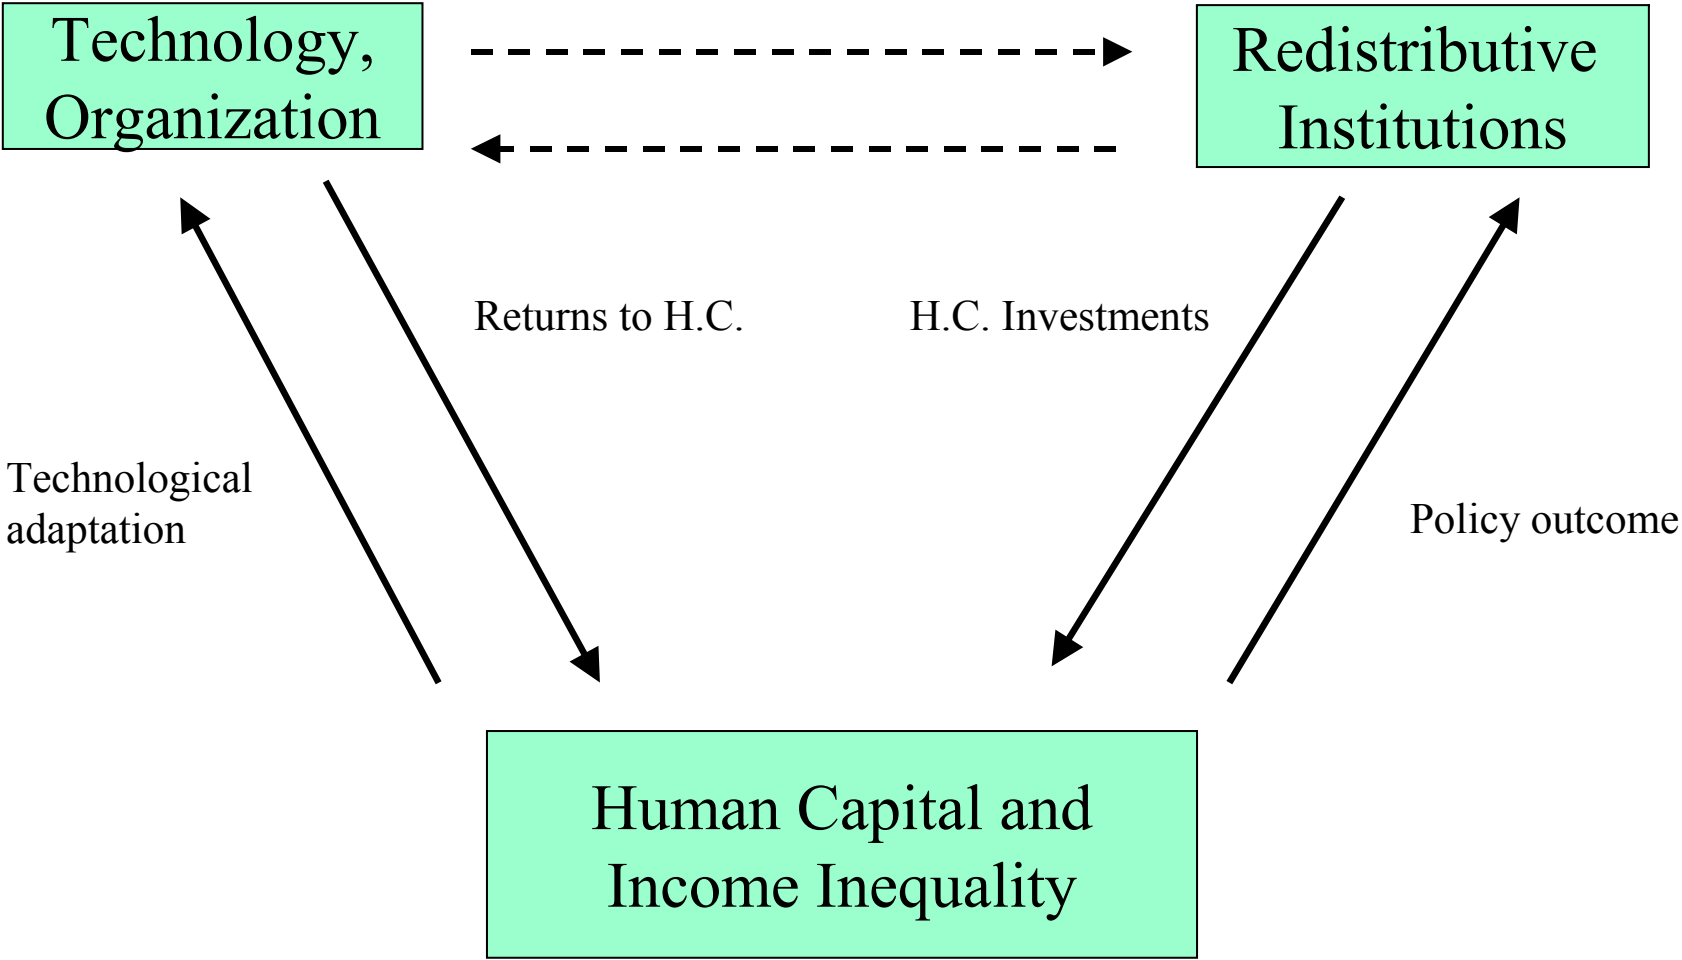 Technology,
Organization
Redistributive
Institutions
Returns to H.C.
H.C. Investments
Technological
adaptation
Policy outcome
Human Capital and
Income Inequality